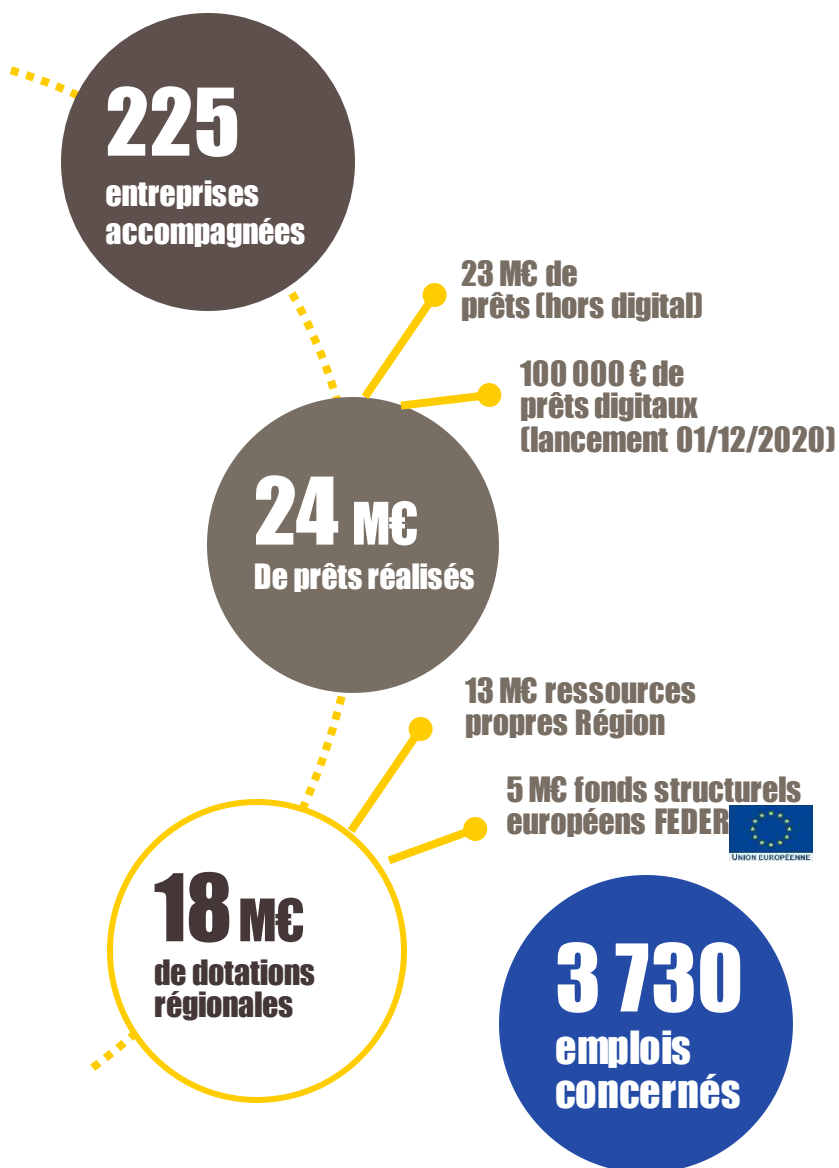 225
entreprises
accompagnées
23 M€ de
prêts (hors digital)
100 000 € de
prêts digitaux
(lancement 01/12/2020)
24 M€
De prêts réalisés
13 M€ ressources
propres Région
5 M€ fonds structurels
européens FEDER
UNION EUROPÉENNE
18 M€
de dotations
régionales
3 730
emplois
concernés